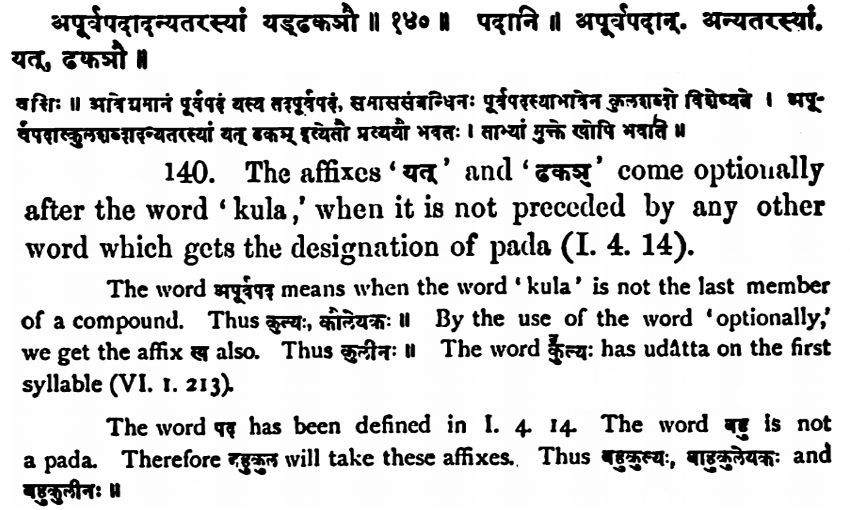 अपूर्वपदादन्यतरस्यां यड्ढकञौ ॥ १४० ॥ पदानि ॥ अपूर्वपदान्. अन्यतरस्यां.
यत्, ढकञौ ॥
वृत्तिः ॥ अविद्यमानं पूर्वपदं यस्य तदपूर्वपदं, समाससंबन्धिनः पूर्वपदस्याभावेन कुलशब्दो विशेष्यते । अपू-
र्वपदात्कुलशब्दादन्यतरस्यां यत् ढकञ् इत्येतौ प्रत्ययौ भवतः । ताभ्यां मुक्ते खोपि भवति ॥
140. The affixes ‘यत्’ and ‘ढकञ्’ come optionally
after the word ‘kula,’ when it is not preceded by any other
word which gets the designation of pada (I. 4. 14).
The word अपूर्वपद means when the word ‘kula’ is not the last member
of a compound. Thus कुल्यः, कौलेयकः ॥ By the use of the word ‘optionally,’
we get the affix ख also. Thus कुलीनः ॥ The word कु॑ल्यः has udâtta on the first
syllable (VI. 1. 213).
The word पद has been defined in I. 4. 14. The word बहु is not
a pada. Therefore बहुकुल will take these affixes. Thus बहुकुल्यः, बाहुकुलेयकः and
बहुकुलीनः ॥